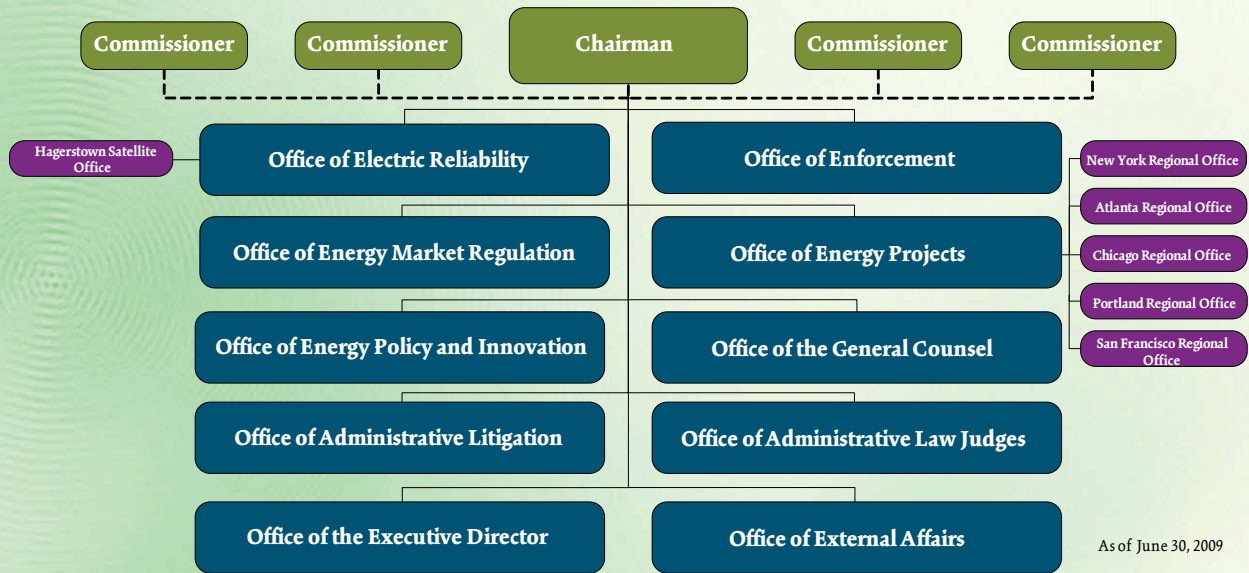 Commissioner
Commissioner
Chairman
Commissioner
Commissioner
Hagerstown Satellite
Office
Office of Electric Reliability
Office of Enforcement
New York Regional Office
Atlanta Regional Office
Office of Energy Market Regulation
Office of Energy Projects
Chicago Regional Office
Portland Regional Office
San Francisco Regional
Office
Office of Energy Policy and Innovation
Office of the General Counsel
Office of Administrative Litigation
Office of Administrative Law Judges
Office of the Executive Director
Office of External Affairs
As of June 30, 2009